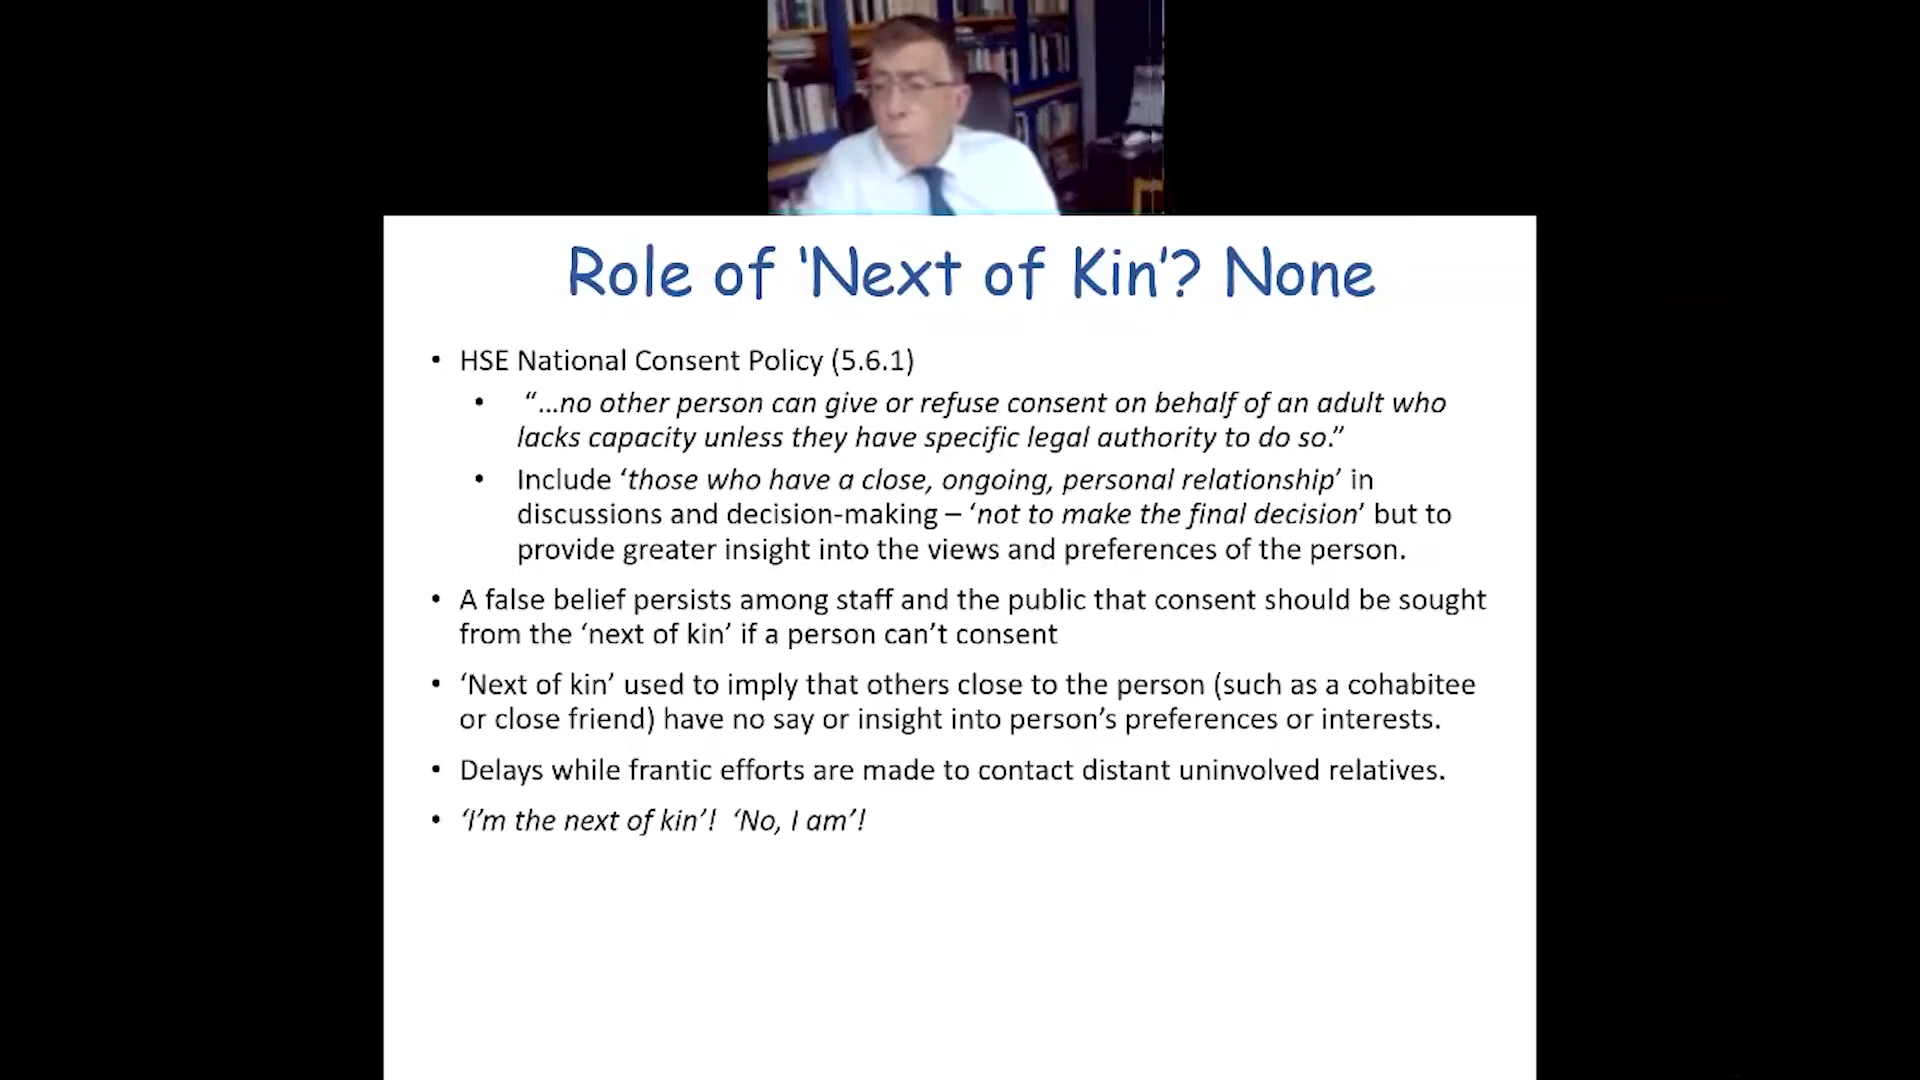 Role of 'Next of Kin'? None
• HSE National Consent Policy (5.6.1)
• “…no other person can give or refuse consent on behalf of an adult who
lacks capacity unless they have specific legal authority to do so.”
• Include ‘those who have a close, ongoing, personal relationship’ in
discussions and decision-making – ‘not to make the final decision’ but to
provide greater insight into the views and preferences of the person.
• A false belief persists among staff and the public that consent should be sought
from the ‘next of kin’ if a person can’t consent
• ‘Next of kin’ used to imply that others close to the person (such as a cohabitee
or close friend) have no say or insight into person’s preferences or interests.
• Delays while frantic efforts are made to contact distant uninvolved relatives.
• ‘I’m the next of kin’! ‘No, I am’!